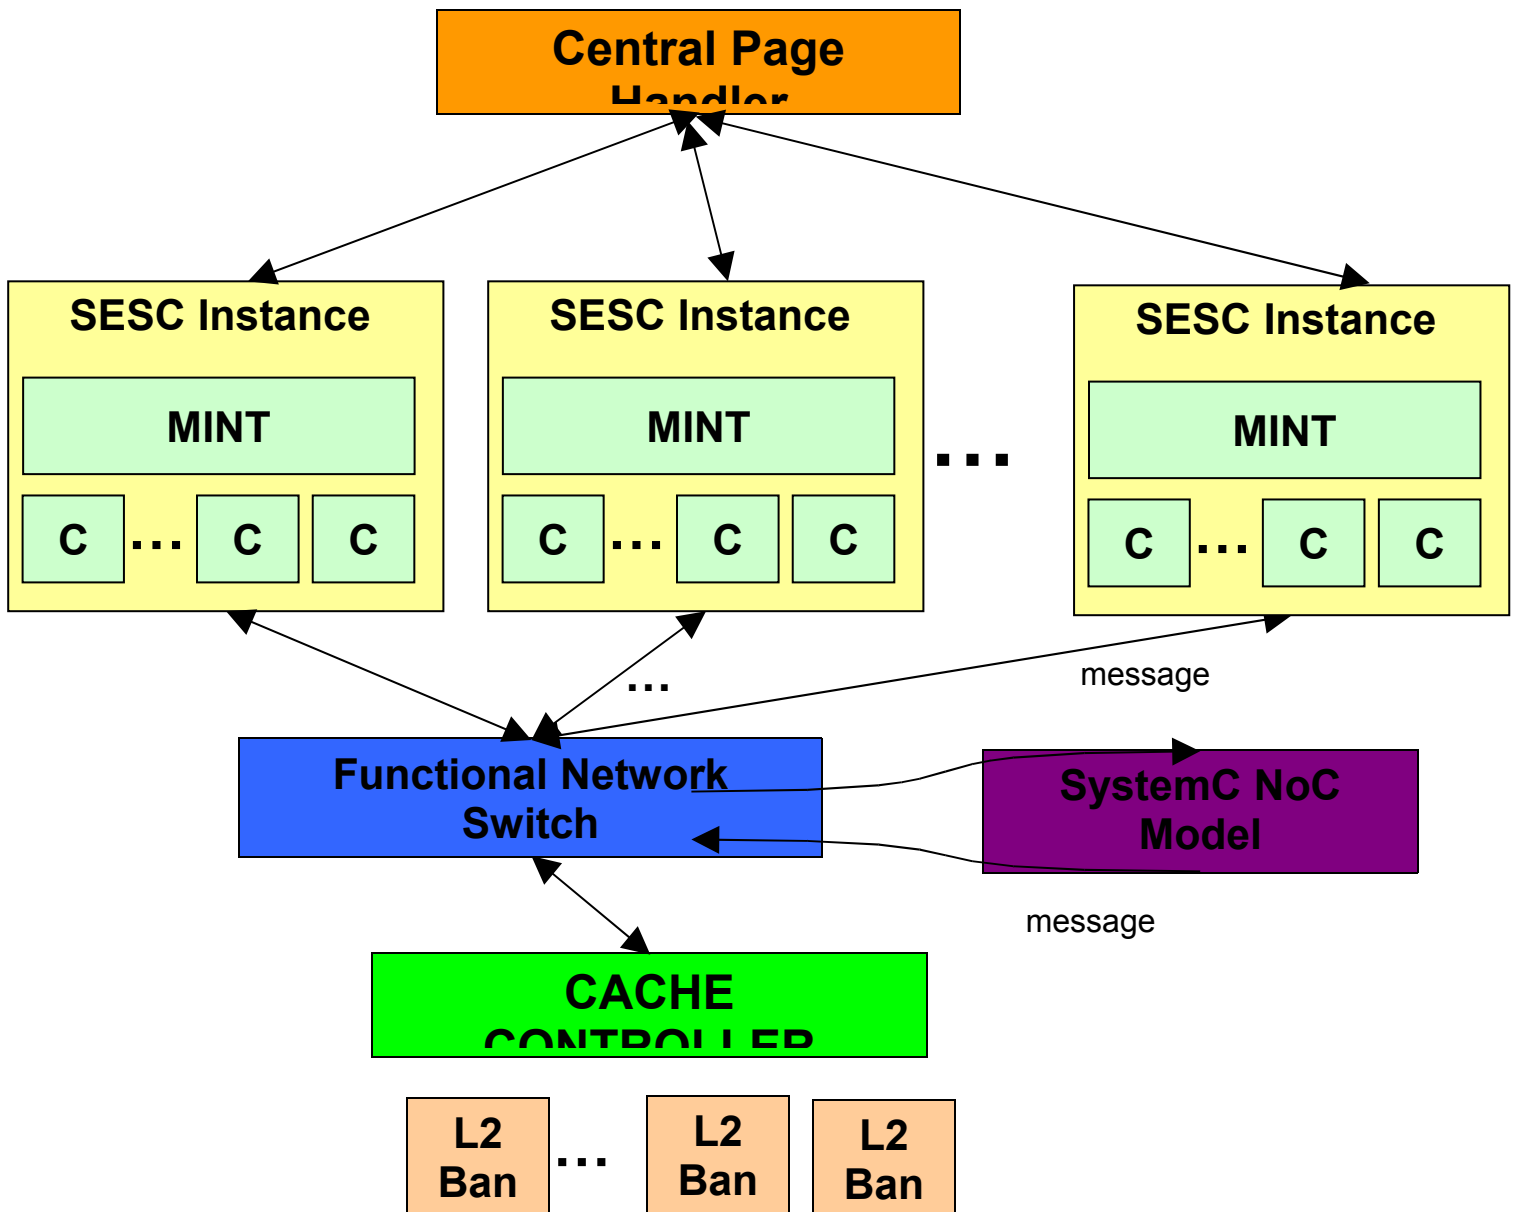 Central Page
Handler
SESC Instance
SESC Instance
SESC Instance
MINT
MINT
MINT
...
C ... C C
C ... C C
C ... C C
...
message
Functional Network
Switch
SystemC NoC
Model
message
CACHE
CONTROLLER
L2
Ban
...
L2
Ban
L2
Ban